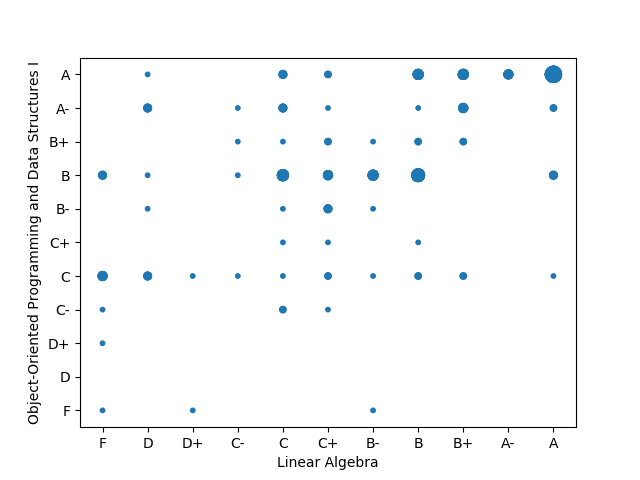 Object-Oriented Programming and Data Structures I
A
A-
B+
B
B-
C+
C
C-
D+
D
F
F D D+ C- C C+ B- B B+ A- A
Linear Algebra